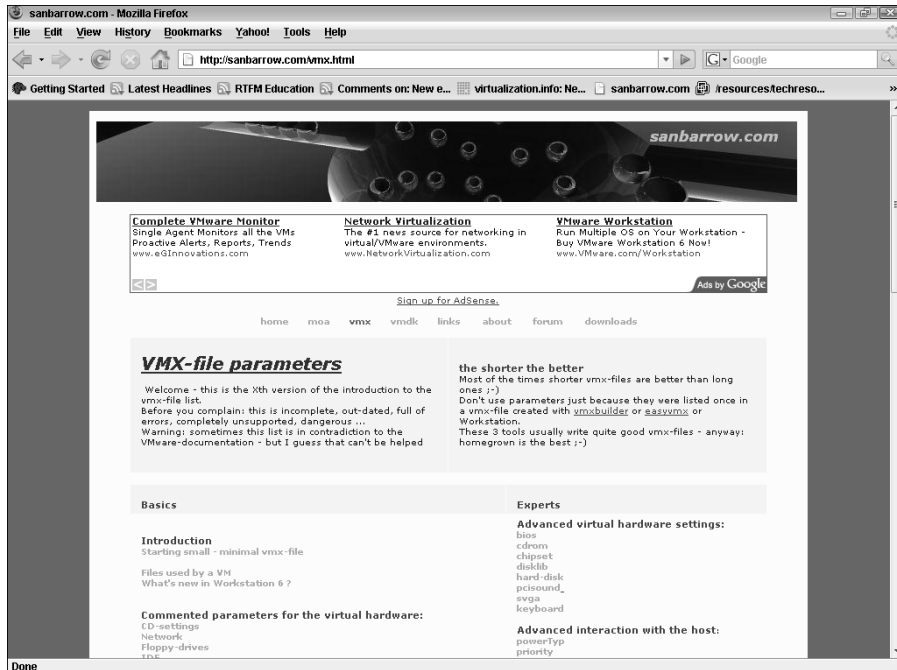 sanbarrow.com - Mozilla Firefox
File Edit View History Bookmarks Yahoo! Tools Help
http://sanbarrow.com/vmx.html
G Google
Getting Started Latest Headlines RTFM Education Comments on: New e... virtualization.info: Ne... sanbarrow.com /resources/techreso... »
sanbarrow.com
Complete VMware Monitor
Single Agent Monitors all the VMs
Proactive Alerts, Reports, Trends
www.eGInnovations.com
Network Virtualization
The #1 news source for networking in
virtual/VMware environments.
www.NetworkVirtualization.com
VMware Workstation
Run Multiple OS on Your Workstation -
Buy VMware Workstation 6 Now!
www.VMware.com/Workstation
< >
Ads by Google
Sign up for AdSense.
home moa vmx vmdk links about forum downloads
VMX-file parameters
Welcome - this is the Xth version of the introduction to the
vmx-file list.
Before you complain: this is incomplete, out-dated, full of
errors, completely unsupported, dangerous ...
Warning: sometimes this list is in contradiction to the
VMware-documentation - but I guess that can't be helped
the shorter the better
Most of the times shorter vmx-files are better than long
ones ;-)
Don't use parameters just because they were listed once in
a vmx-file created with vmxbuilder or easyvmx or
Workstation.
These 3 tools usually write quite good vmx-files - anyway:
homegrown is the best ;-)
Basics
Introduction
Starting small - minimal vmx-file
Files used by a VM
What's new in Workstation 6 ?
Commented parameters for the virtual hardware:
CD-settings
Network
Floppy-drives
IDE
Experts
Advanced virtual hardware settings:
bios
cdrom
chipset
disklib
hard-disk
pcisound_
svga
keyboard
Advanced interaction with the host:
powerTyp
priority
Done